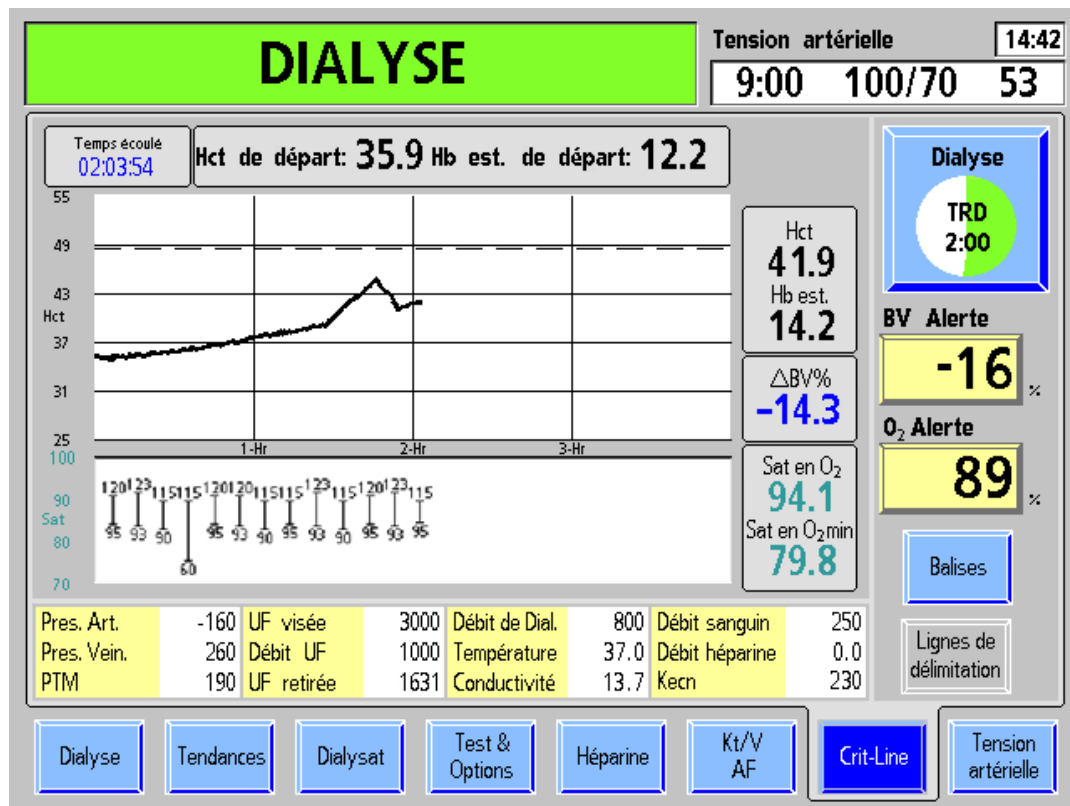 DIALYSE
Tension artérielle 14:42
9:00 100/70 53
Temps écoulé
02:03:54
Hct de départ: 35.9 Hb est. de départ: 12.2
55
49
43
Hct
37
31
25
1-Hr 2-Hr 3-Hr
100
90
Sat
80
70
120 123 115 115 120 120 115 115 123 115 120 123 115
95 93 90 60 95 93 90 95 93 90 95 93 95
Hct
41.9
Hb est.
14.2
△BV%
-14.3
Sat en O₂
94.1
Sat en O₂min
79.8
Dialyse
TRD
2:00
BV Alerte
-16 %
O₂ Alerte
89 %
Balises
Lignes de
délimitation
Pres. Art. -160 UF visée 3000 Débit de Dial. 800 Débit sanguin 250
Pres. Vein. 260 Débit UF 1000 Température 37.0 Débit héparine 0.0
PTM 190 UF retirée 1631 Conductivité 13.7 Kecn 230
Dialyse
Tendances
Dialysat
Test &
Options
Héparine
Kt/V
AF
Crit-Line
Tension
artérielle